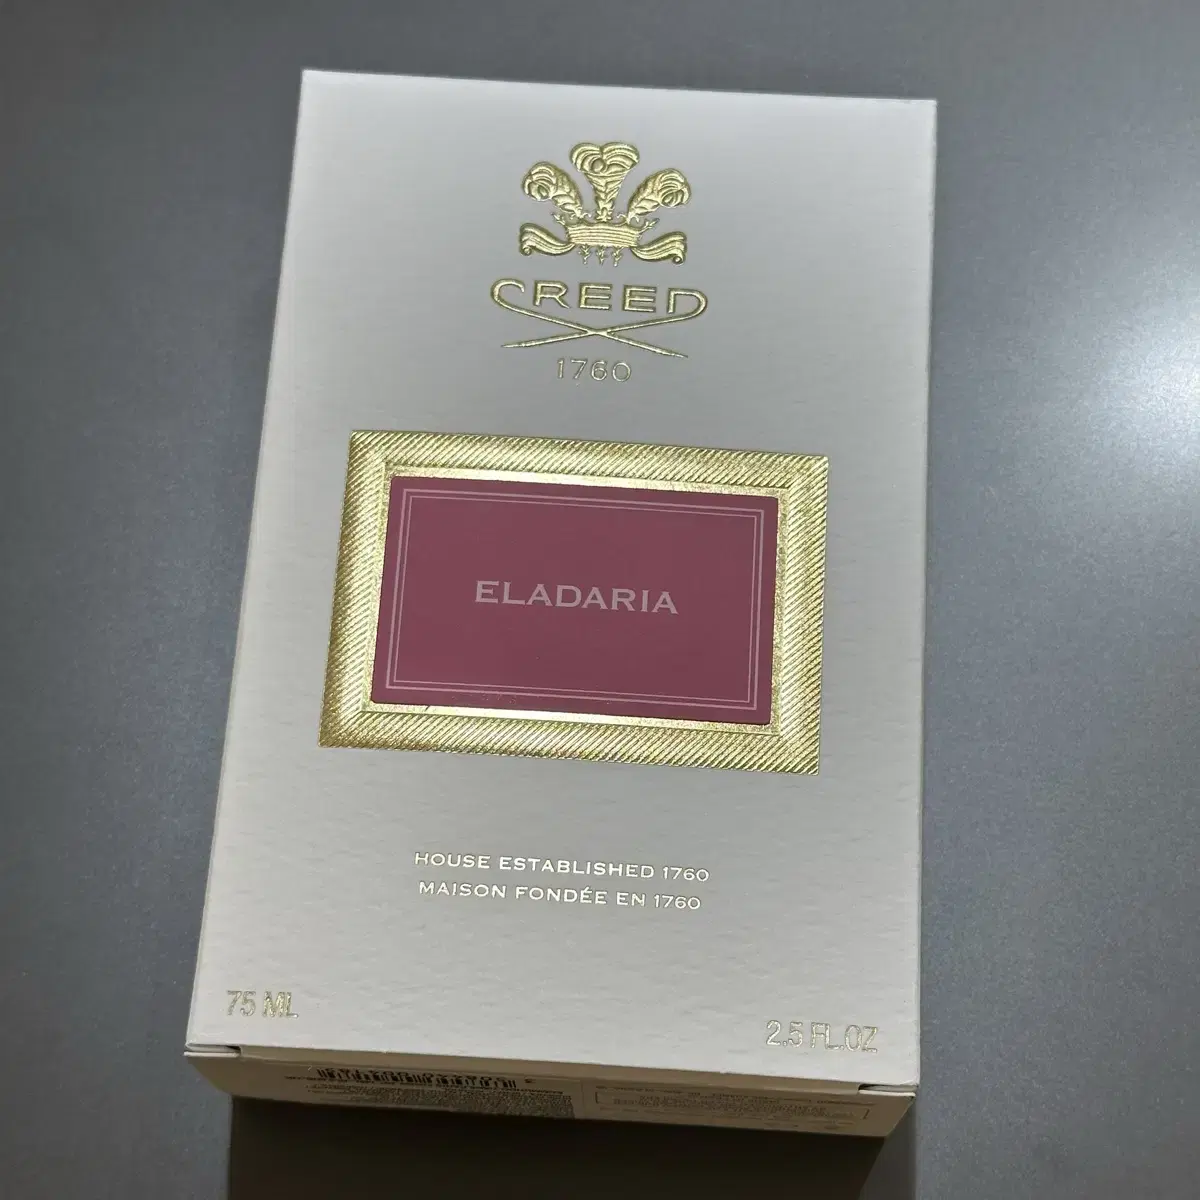 CREED
1760
ELADARIA
HOUSE ESTABLISHED 1760
MAISON FONDÉE EN 1760
75 ML
2.5 FL.OZ